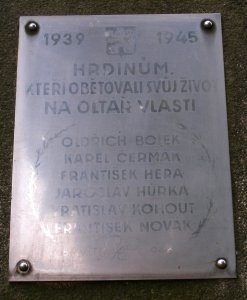 1939 1945
HRDINŮM,
KTEŘÍ OBĚTOVALI SVŮJ ŽIVOT
NA OLTÁŘ VLASTI
OLDŘICH BOLEK
KAREL ČERMÁK
FRANTIŠEK HERA
JAROSLAV HŮRKA
VRATISLAV KOHOUT
FRANTIŠEK NOVÁK